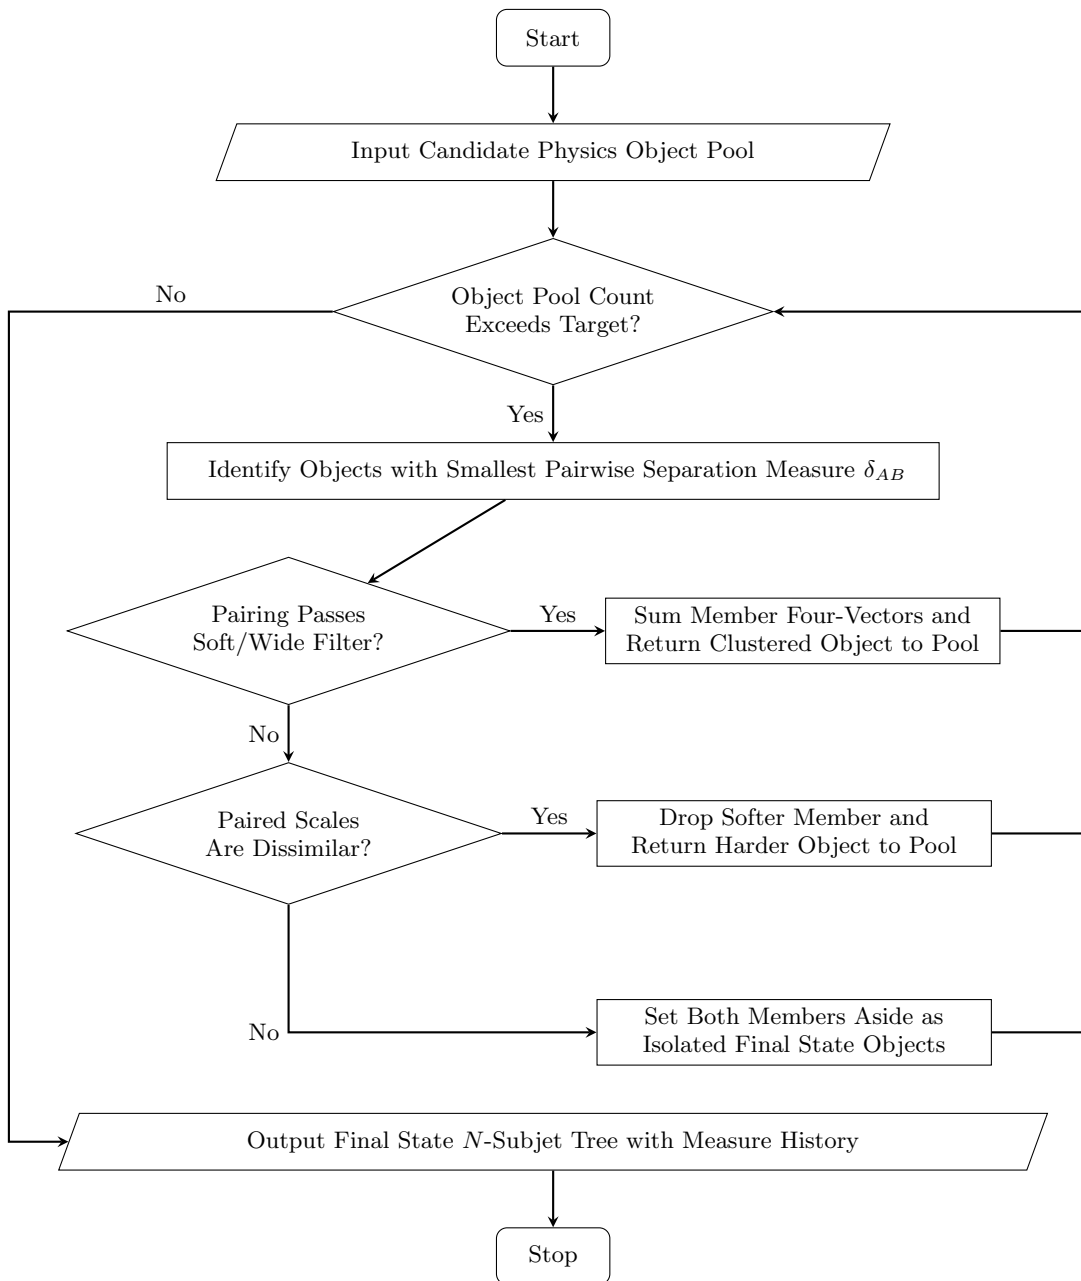 Start
Input Candidate Physics Object Pool
Object Pool Count
Exceeds Target?
No
Yes
Identify Objects with Smallest Pairwise Separation Measure δ_{AB}
Pairing Passes
Soft/Wide Filter?
Yes
Sum Member Four-Vectors and
Return Clustered Object to Pool
No
Paired Scales
Are Dissimilar?
Yes
Drop Softer Member and
Return Harder Object to Pool
No
Set Both Members Aside as
Isolated Final State Objects
Output Final State N-Subjet Tree with Measure History
Stop